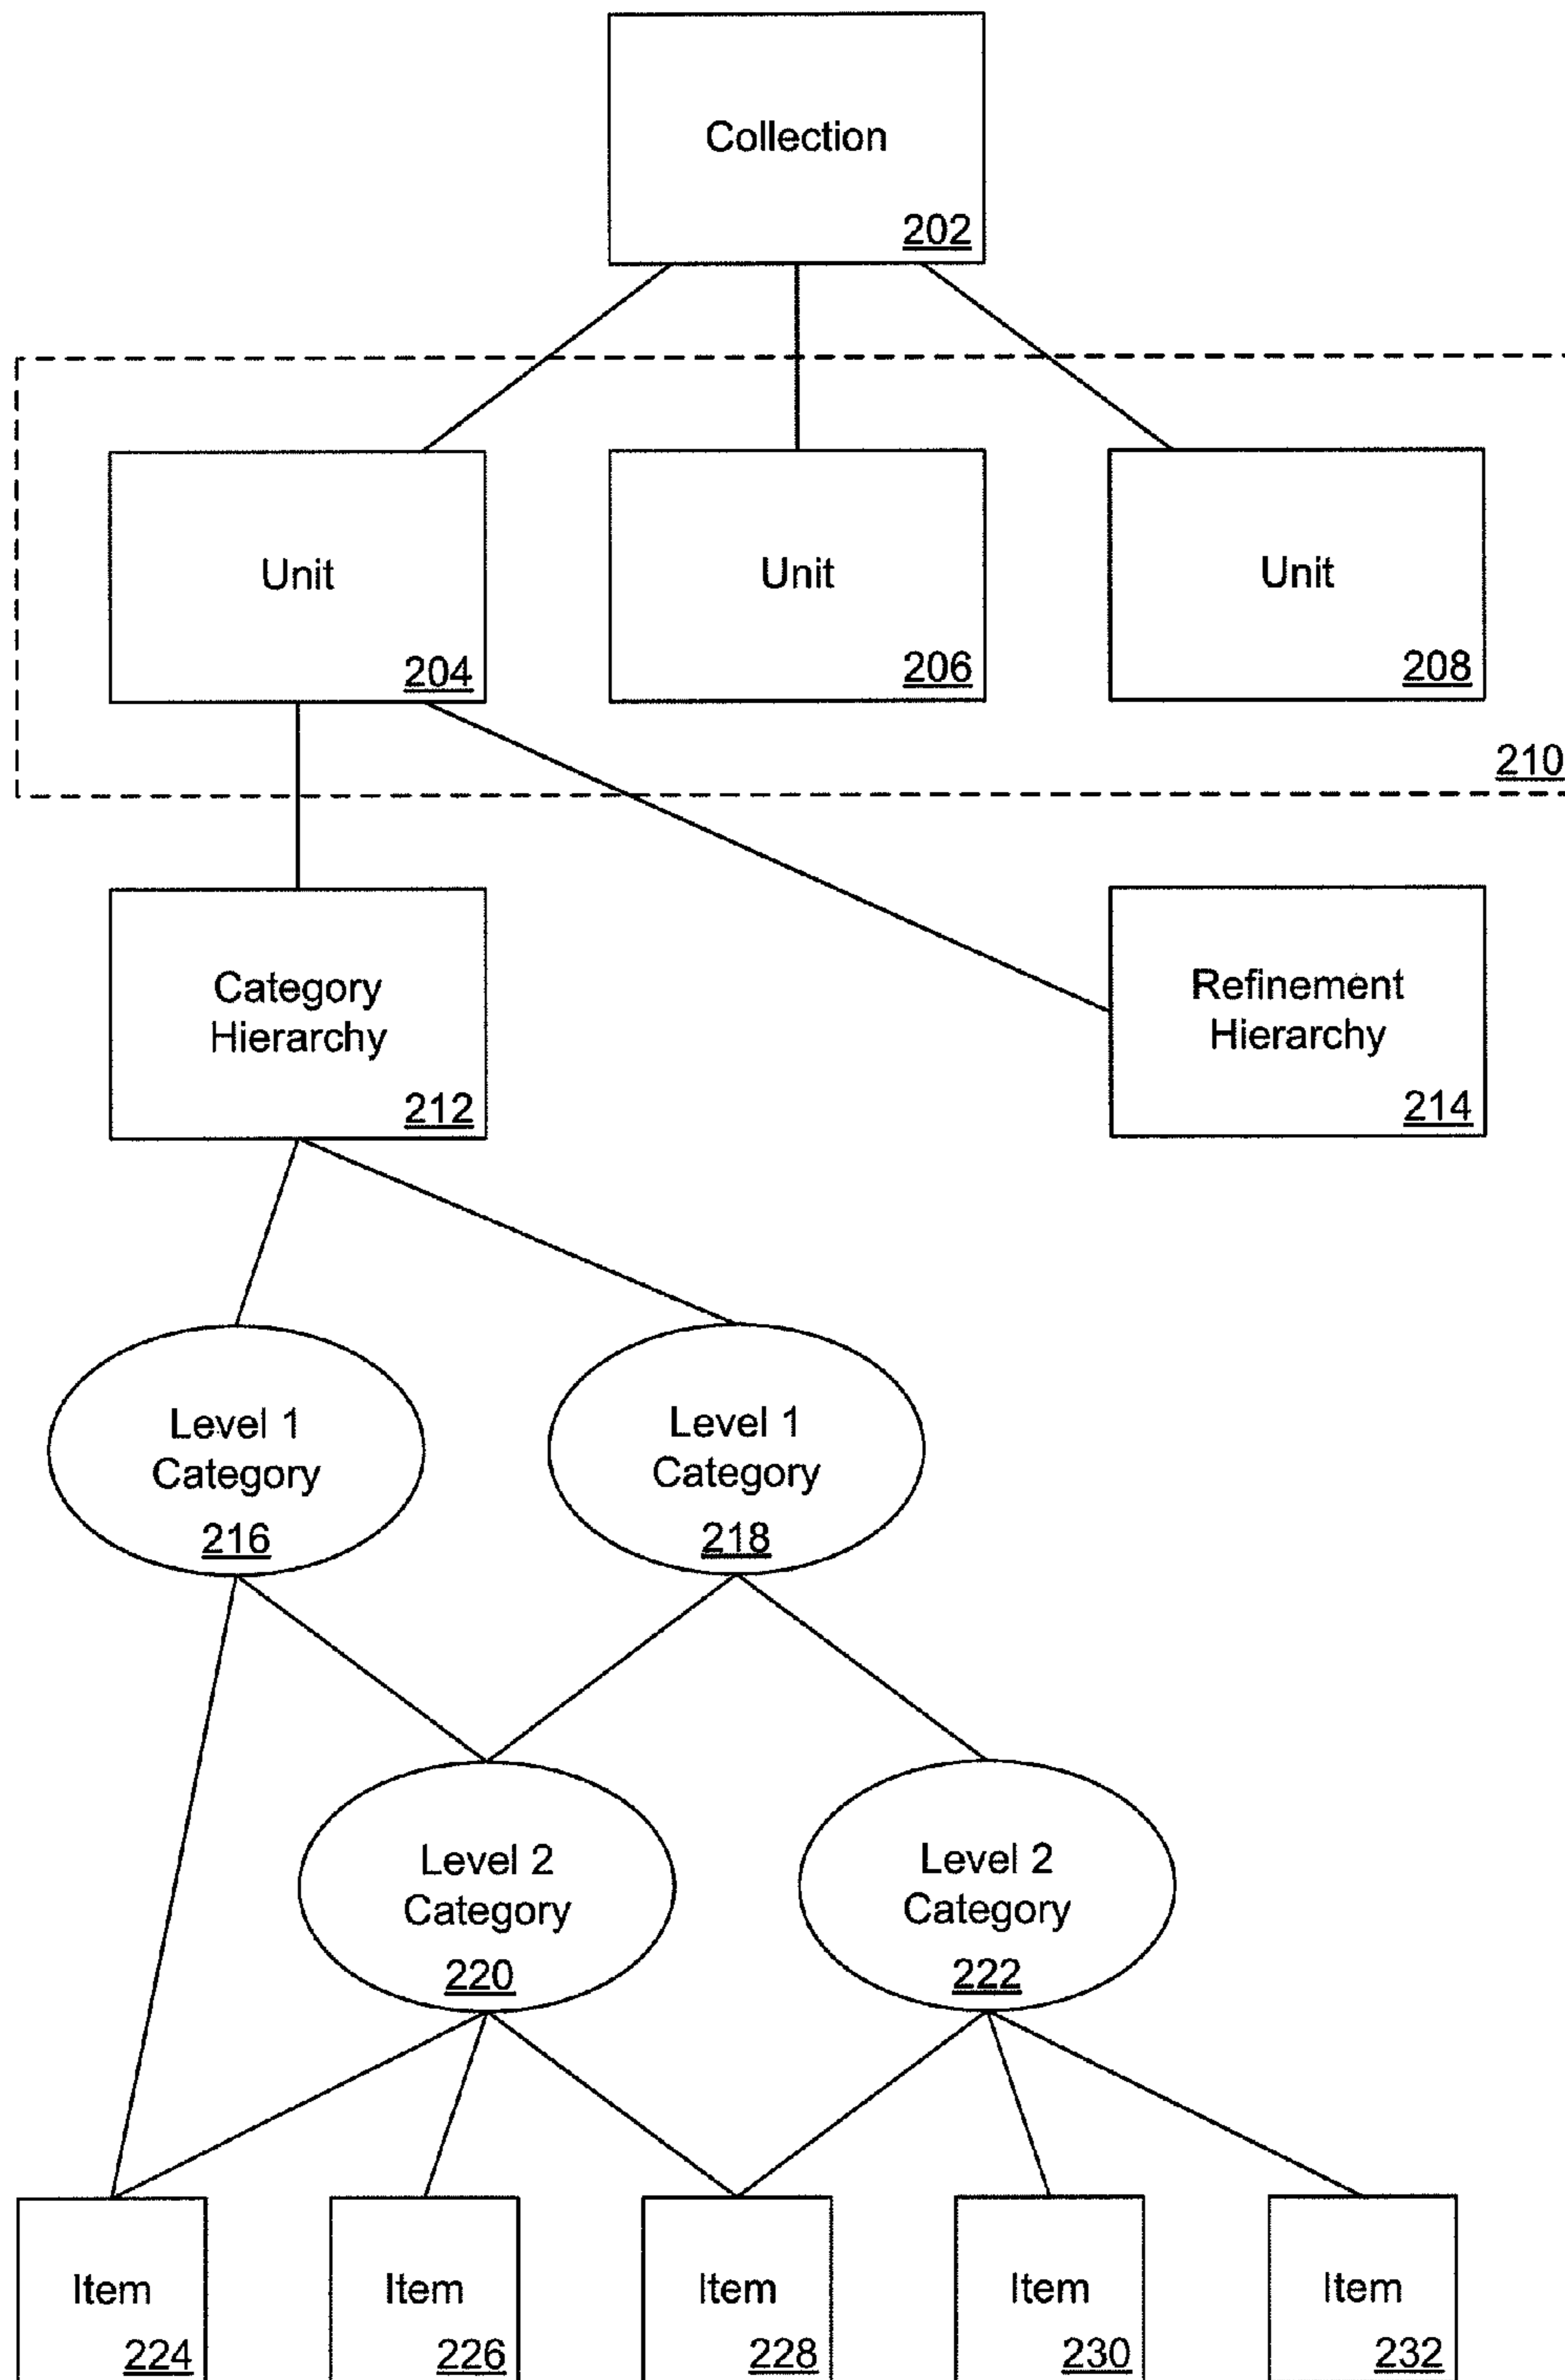 Collection
202
Unit
204
Unit
206
Unit
208
210
Category
Hierarchy
212
Refinement
Hierarchy
214
Level 1
Category
216
Level 1
Category
218
Level 2
Category
220
Level 2
Category
222
Item
224
Item
226
Item
228
Item
230
Item
232